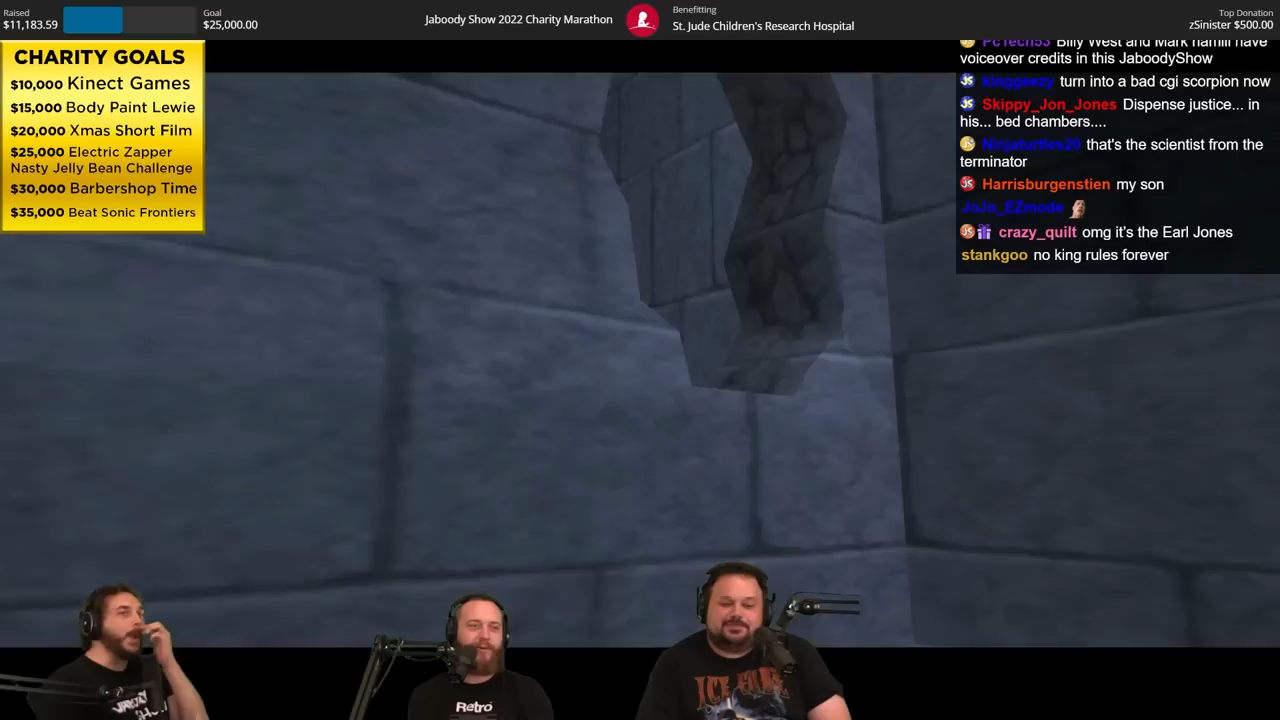 Raised
$11,183.59
Goal
$25,000.00
Jaboody Show 2022 Charity Marathon
Benefitting
St. Jude Children's Research Hospital
Top Donation
zSinister $500.00
CHARITY GOALS
$10,000 Kinect Games
$15,000 Body Paint Lewie
$20,000 Xmas Short Film
$25,000 Electric Zapper
Nasty Jelly Bean Challenge
$30,000 Barbershop Time
$35,000 Beat Sonic Frontiers
PcTech53 Billy West and Mark hamill have
voiceover credits in this JaboodyShow
kinggeezy turn into a bad cgi scorpion now
Skippy_Jon_Jones Dispense justice... in
his... bed chambers....
Ninjaturtles20 that's the scientist from the
terminator
Harrisburgenstien my son
JoJo_EZmode
crazy_quilt omg it's the Earl Jones
stankgoo no king rules forever
Retro
ICE